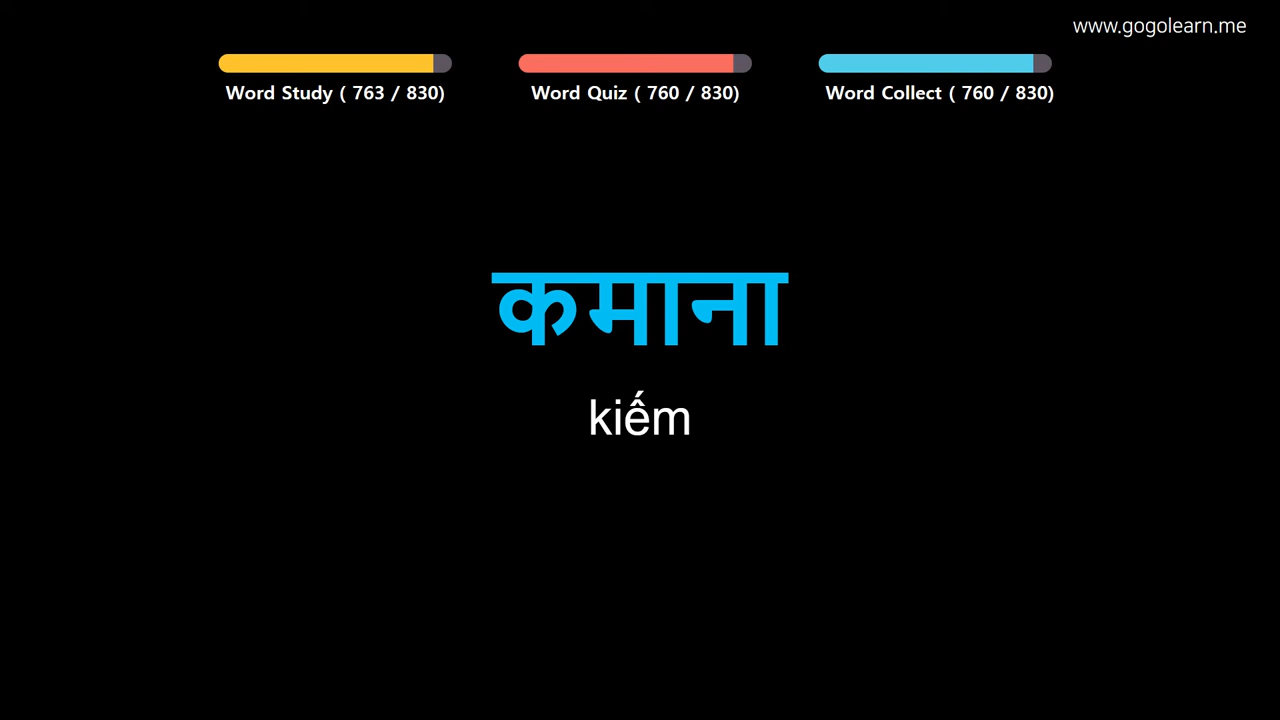 www.gogolearn.me
Word Study ( 763 / 830)
Word Quiz ( 760 / 830)
Word Collect ( 760 / 830)
कमाना
kiếm